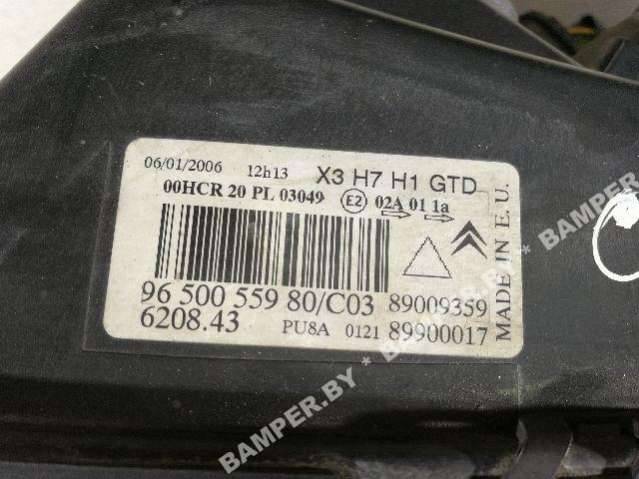 06/01/2006 12h13 X3 H7 H1 GTD
00HCR 20 PL 03049 E2 02A 01 1a
96 500 559 80/C03 89009359
6208.43 PU8A 0121 89900017
MADE IN E.U.
BAMPER.BY * BAMPER.BY * BAMPER.BY